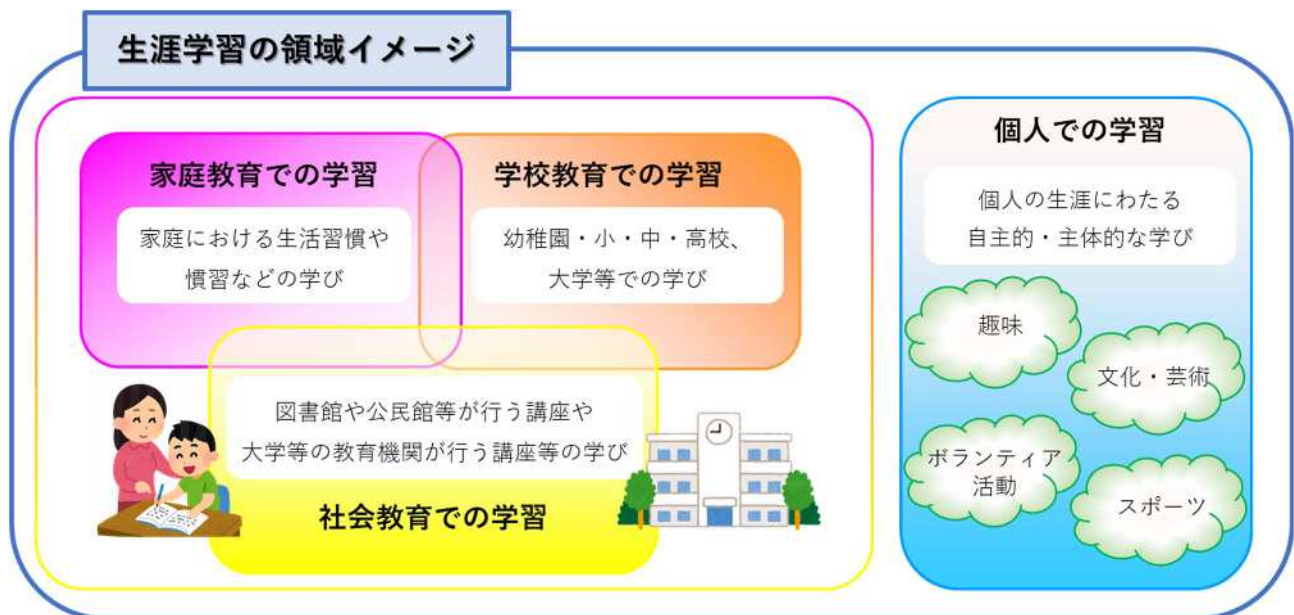 生涯学習の領域イメージ
家庭教育での学習
家庭における生活習慣や
慣習などの学び
学校教育での学習
幼稚園・小・中・高校、
大学等での学び
図書館や公民館等が行う講座や
大学等の教育機関が行う講座等の学び
社会教育での学習
個人での学習
個人の生涯にわたる
自主的・主体的な学び
趣味
文化・芸術
ボランティア
活動
スポーツ